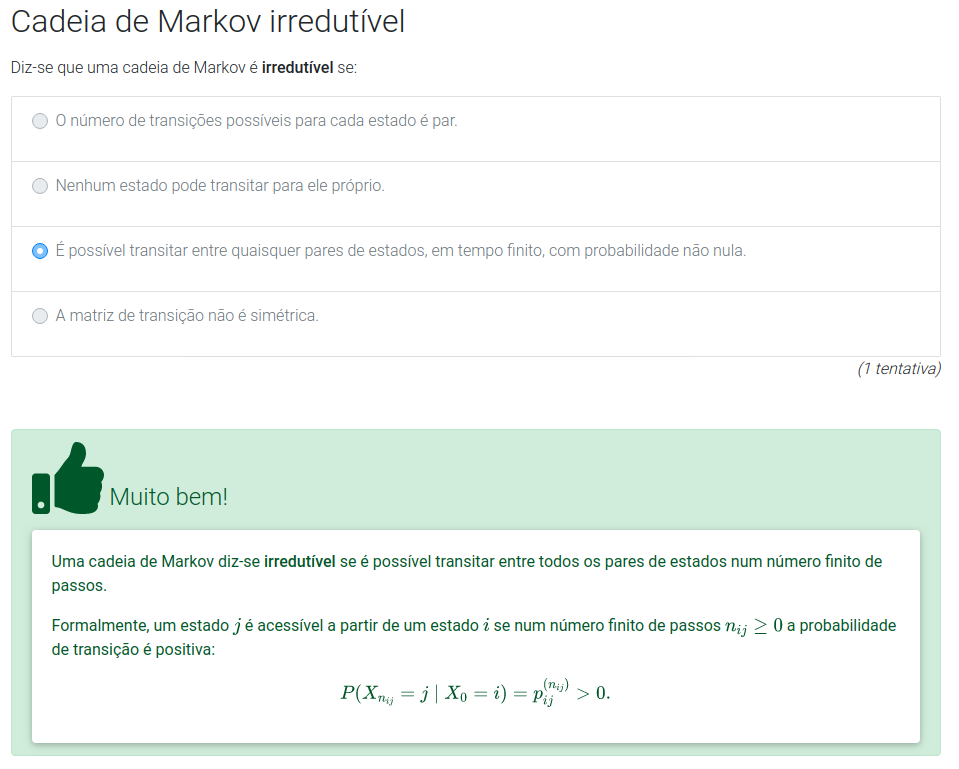 Cadeia de Markov irredutível
Diz-se que uma cadeia de Markov é irredutível se:
O número de transições possíveis para cada estado é par.
Nenhum estado pode transitar para ele próprio.
É possível transitar entre quaisquer pares de estados, em tempo finito, com probabilidade não nula.
A matriz de transição não é simétrica.
(1 tentativa)
Muito bem!
Uma cadeia de Markov diz-se irredutível se é possível transitar entre todos os pares de estados num número finito de
passos.
Formalmente, um estado j é acessível a partir de um estado i se num número finito de passos n_{ij} ≥ 0 a probabilidade
de transição é positiva:
P(X_{n_{ij}} = j | X_0 = i) = p_{ij}^{(n_{ij})} > 0.